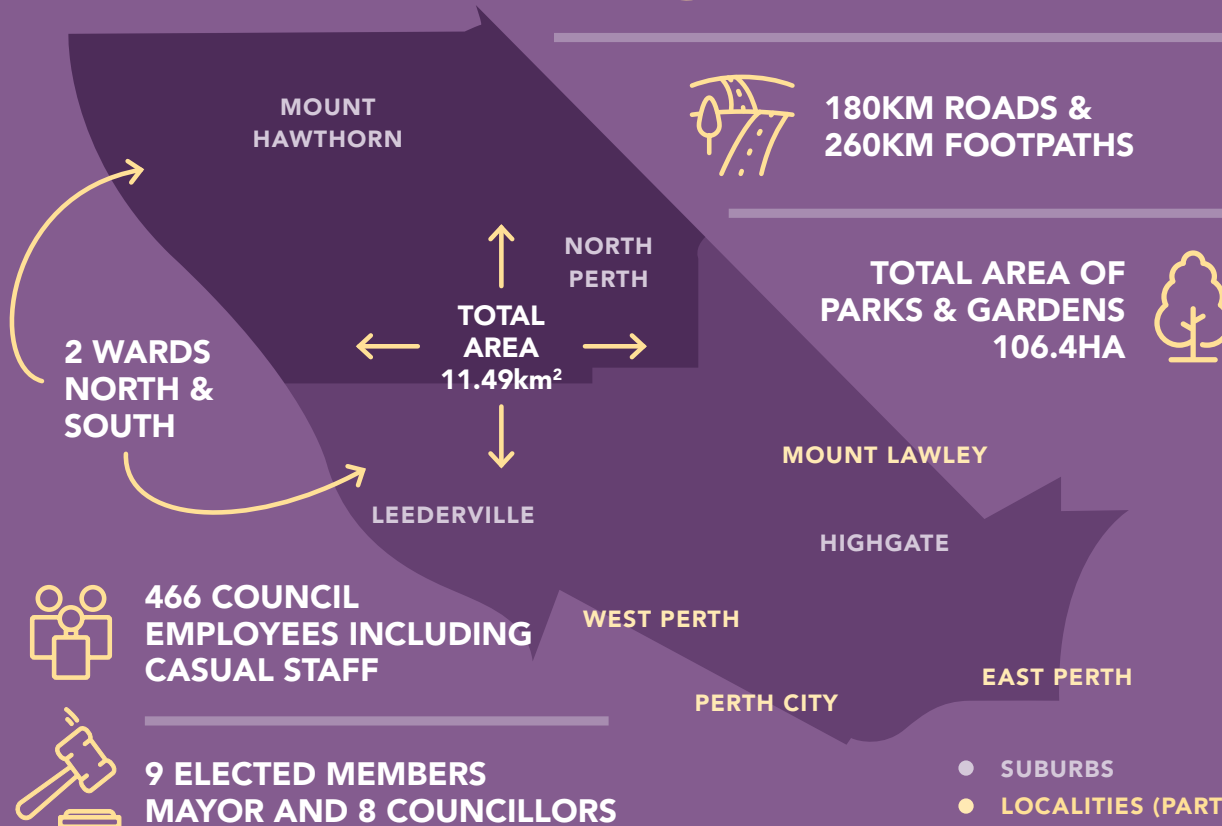 MOUNT
HAWTHORN
180KM ROADS &
260KM FOOTPATHS
NORTH
PERTH
TOTAL AREA OF
PARKS & GARDENS
106.4HA
TOTAL
AREA
11.49km²
2 WARDS
NORTH &
SOUTH
MOUNT LAWLEY
LEEDERVILLE
HIGHGATE
466 COUNCIL
EMPLOYEES INCLUDING
CASUAL STAFF
WEST PERTH
EAST PERTH
PERTH CITY
9 ELECTED MEMBERS
MAYOR AND 8 COUNCILLORS
SUBURBS
LOCALITIES (PART